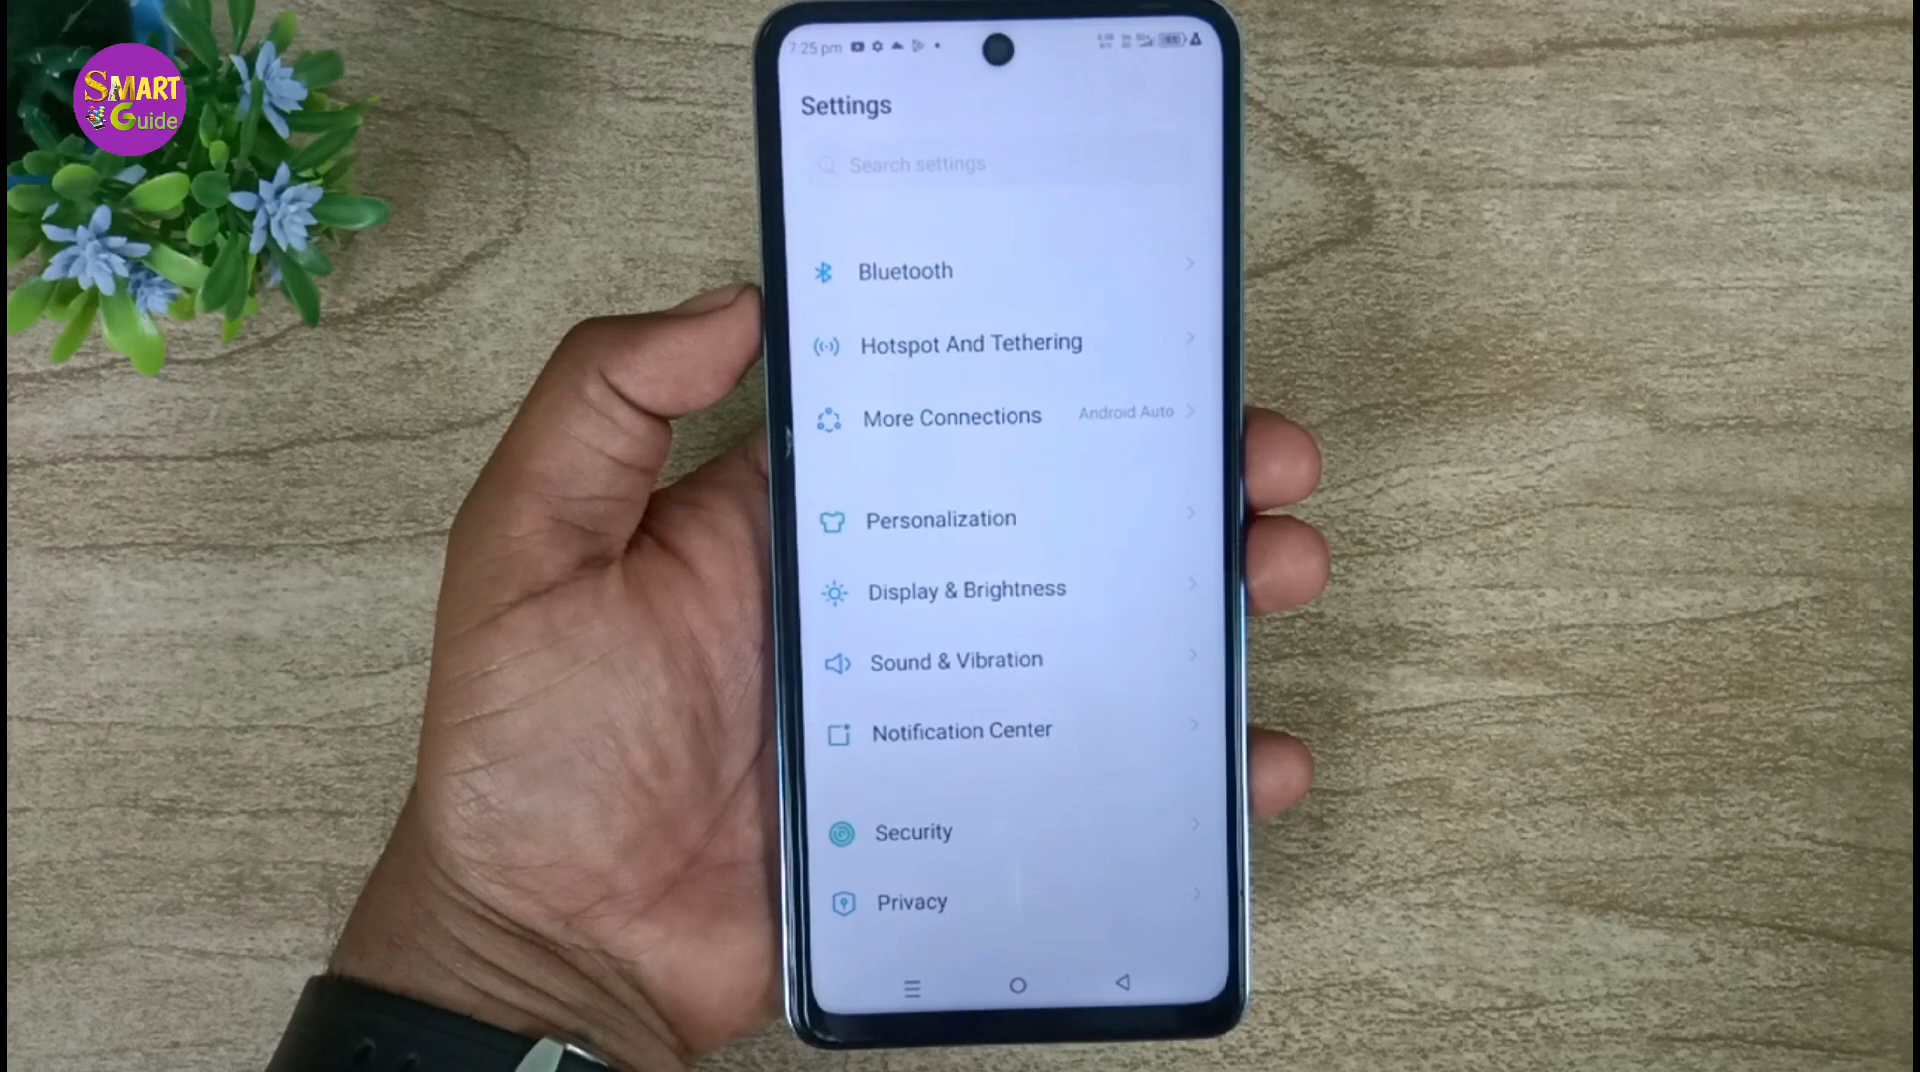 SMART
Guide
7:25 pm
Settings
Search settings
Bluetooth
Hotspot And Tethering
More Connections Android Auto
Personalization
Display & Brightness
Sound & Vibration
Notification Center
Security
Privacy